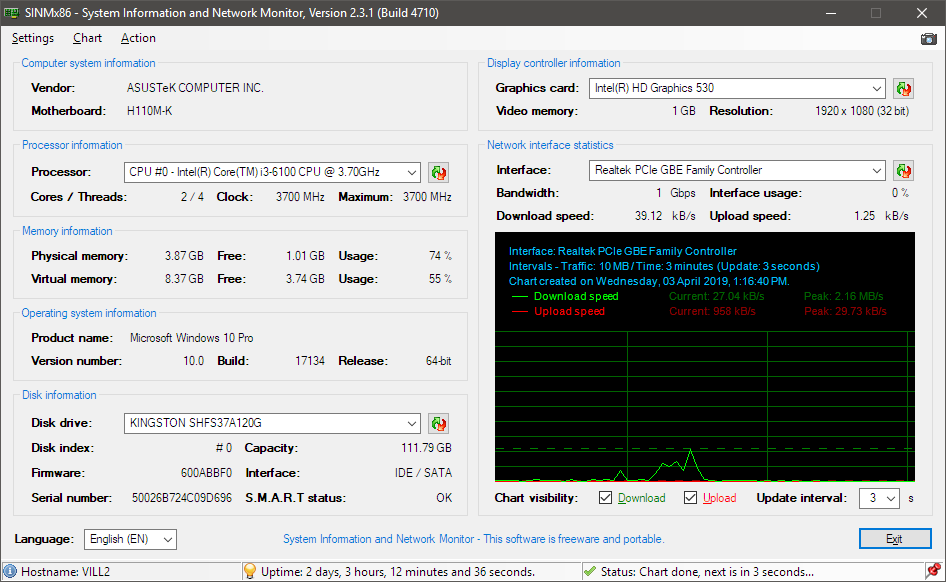 SINMx86 - System Information and Network Monitor, Version 2.3.1 (Build 4710)
Settings Chart Action
Computer system information
Vendor: ASUSTeK COMPUTER INC.
Motherboard: H110M-K
Processor information
Processor: CPU #0 - Intel(R) Core(TM) i3-6100 CPU @ 3.70GHz
Cores / Threads: 2 / 4 Clock: 3700 MHz Maximum: 3700 MHz
Memory information
Physical memory: 3.87 GB Free: 1.01 GB Usage: 74 %
Virtual memory: 8.37 GB Free: 3.74 GB Usage: 55 %
Operating system information
Product name: Microsoft Windows 10 Pro
Version number: 10.0 Build: 17134 Release: 64-bit
Disk information
Disk drive: KINGSTON SHFS37A120G
Disk index: # 0 Capacity: 111.79 GB
Firmware: 600ABBF0 Interface: IDE / SATA
Serial number: 50026B724C09D696 S.M.A.R.T status: OK
Display controller information
Graphics card: Intel(R) HD Graphics 530
Video memory: 1 GB Resolution: 1920 x 1080 (32 bit)
Network interface statistics
Interface: Realtek PCIe GBE Family Controller
Bandwidth: 1 Gbps Interface usage: 0 %
Download speed: 39.12 kB/s Upload speed: 1.25 kB/s
Interface: Realtek PCIe GBE Family Controller
Intervals - Traffic: 10 MB / Time: 3 minutes (Update: 3 seconds)
Chart created on Wednesday, 03 April 2019, 1:16:40 PM.
Download speed Current: 27.04 kB/s Peak: 2.16 MB/s
Upload speed Current: 968 kB/s Peak: 29.73 kB/s
Chart visibility: Download Upload Update interval: 3 s
Language: English (EN) System Information and Network Monitor - This software is freeware and portable. Exit
Hostname: VILL2 Uptime: 2 days, 3 hours, 12 minutes and 36 seconds. Status: Chart done, next is in 3 seconds...